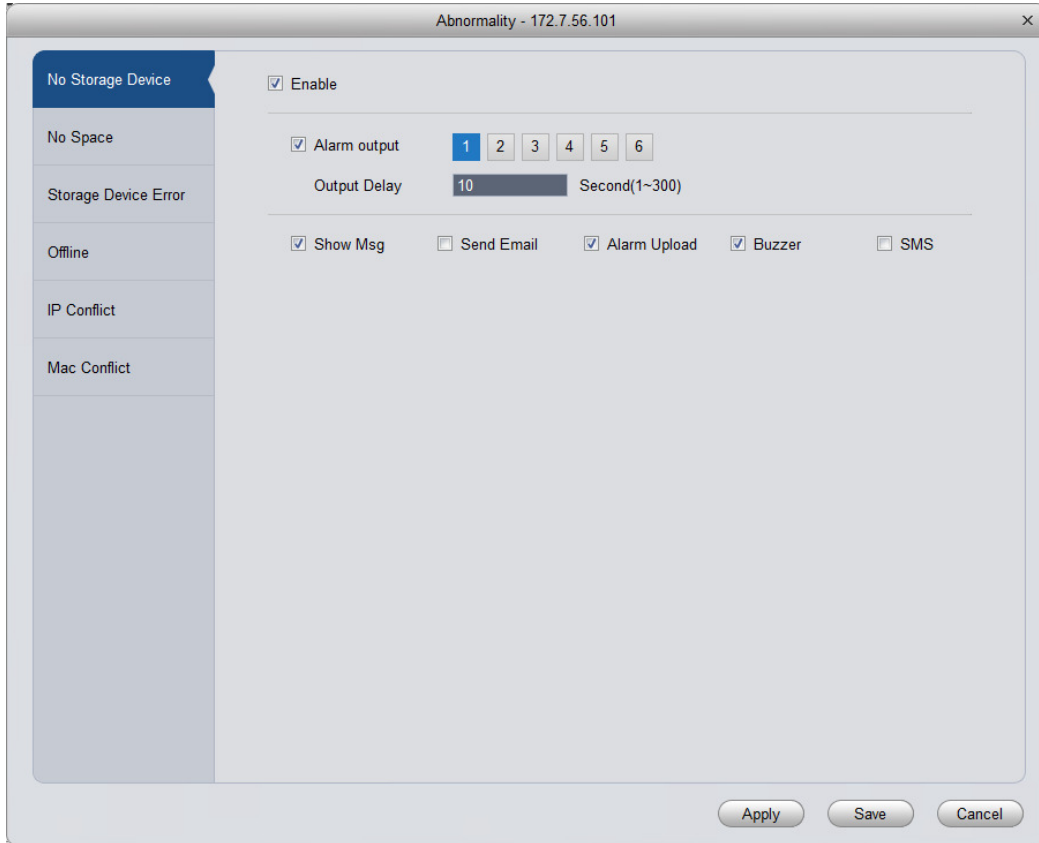 Abnormality - 172.7.56.101
No Storage Device
Enable
No Space
Alarm output 1 2 3 4 5 6
Storage Device Error
Output Delay 10 Second(1~300)
Offline
Show Msg Send Email Alarm Upload Buzzer SMS
IP Conflict
Mac Conflict
Apply Save Cancel